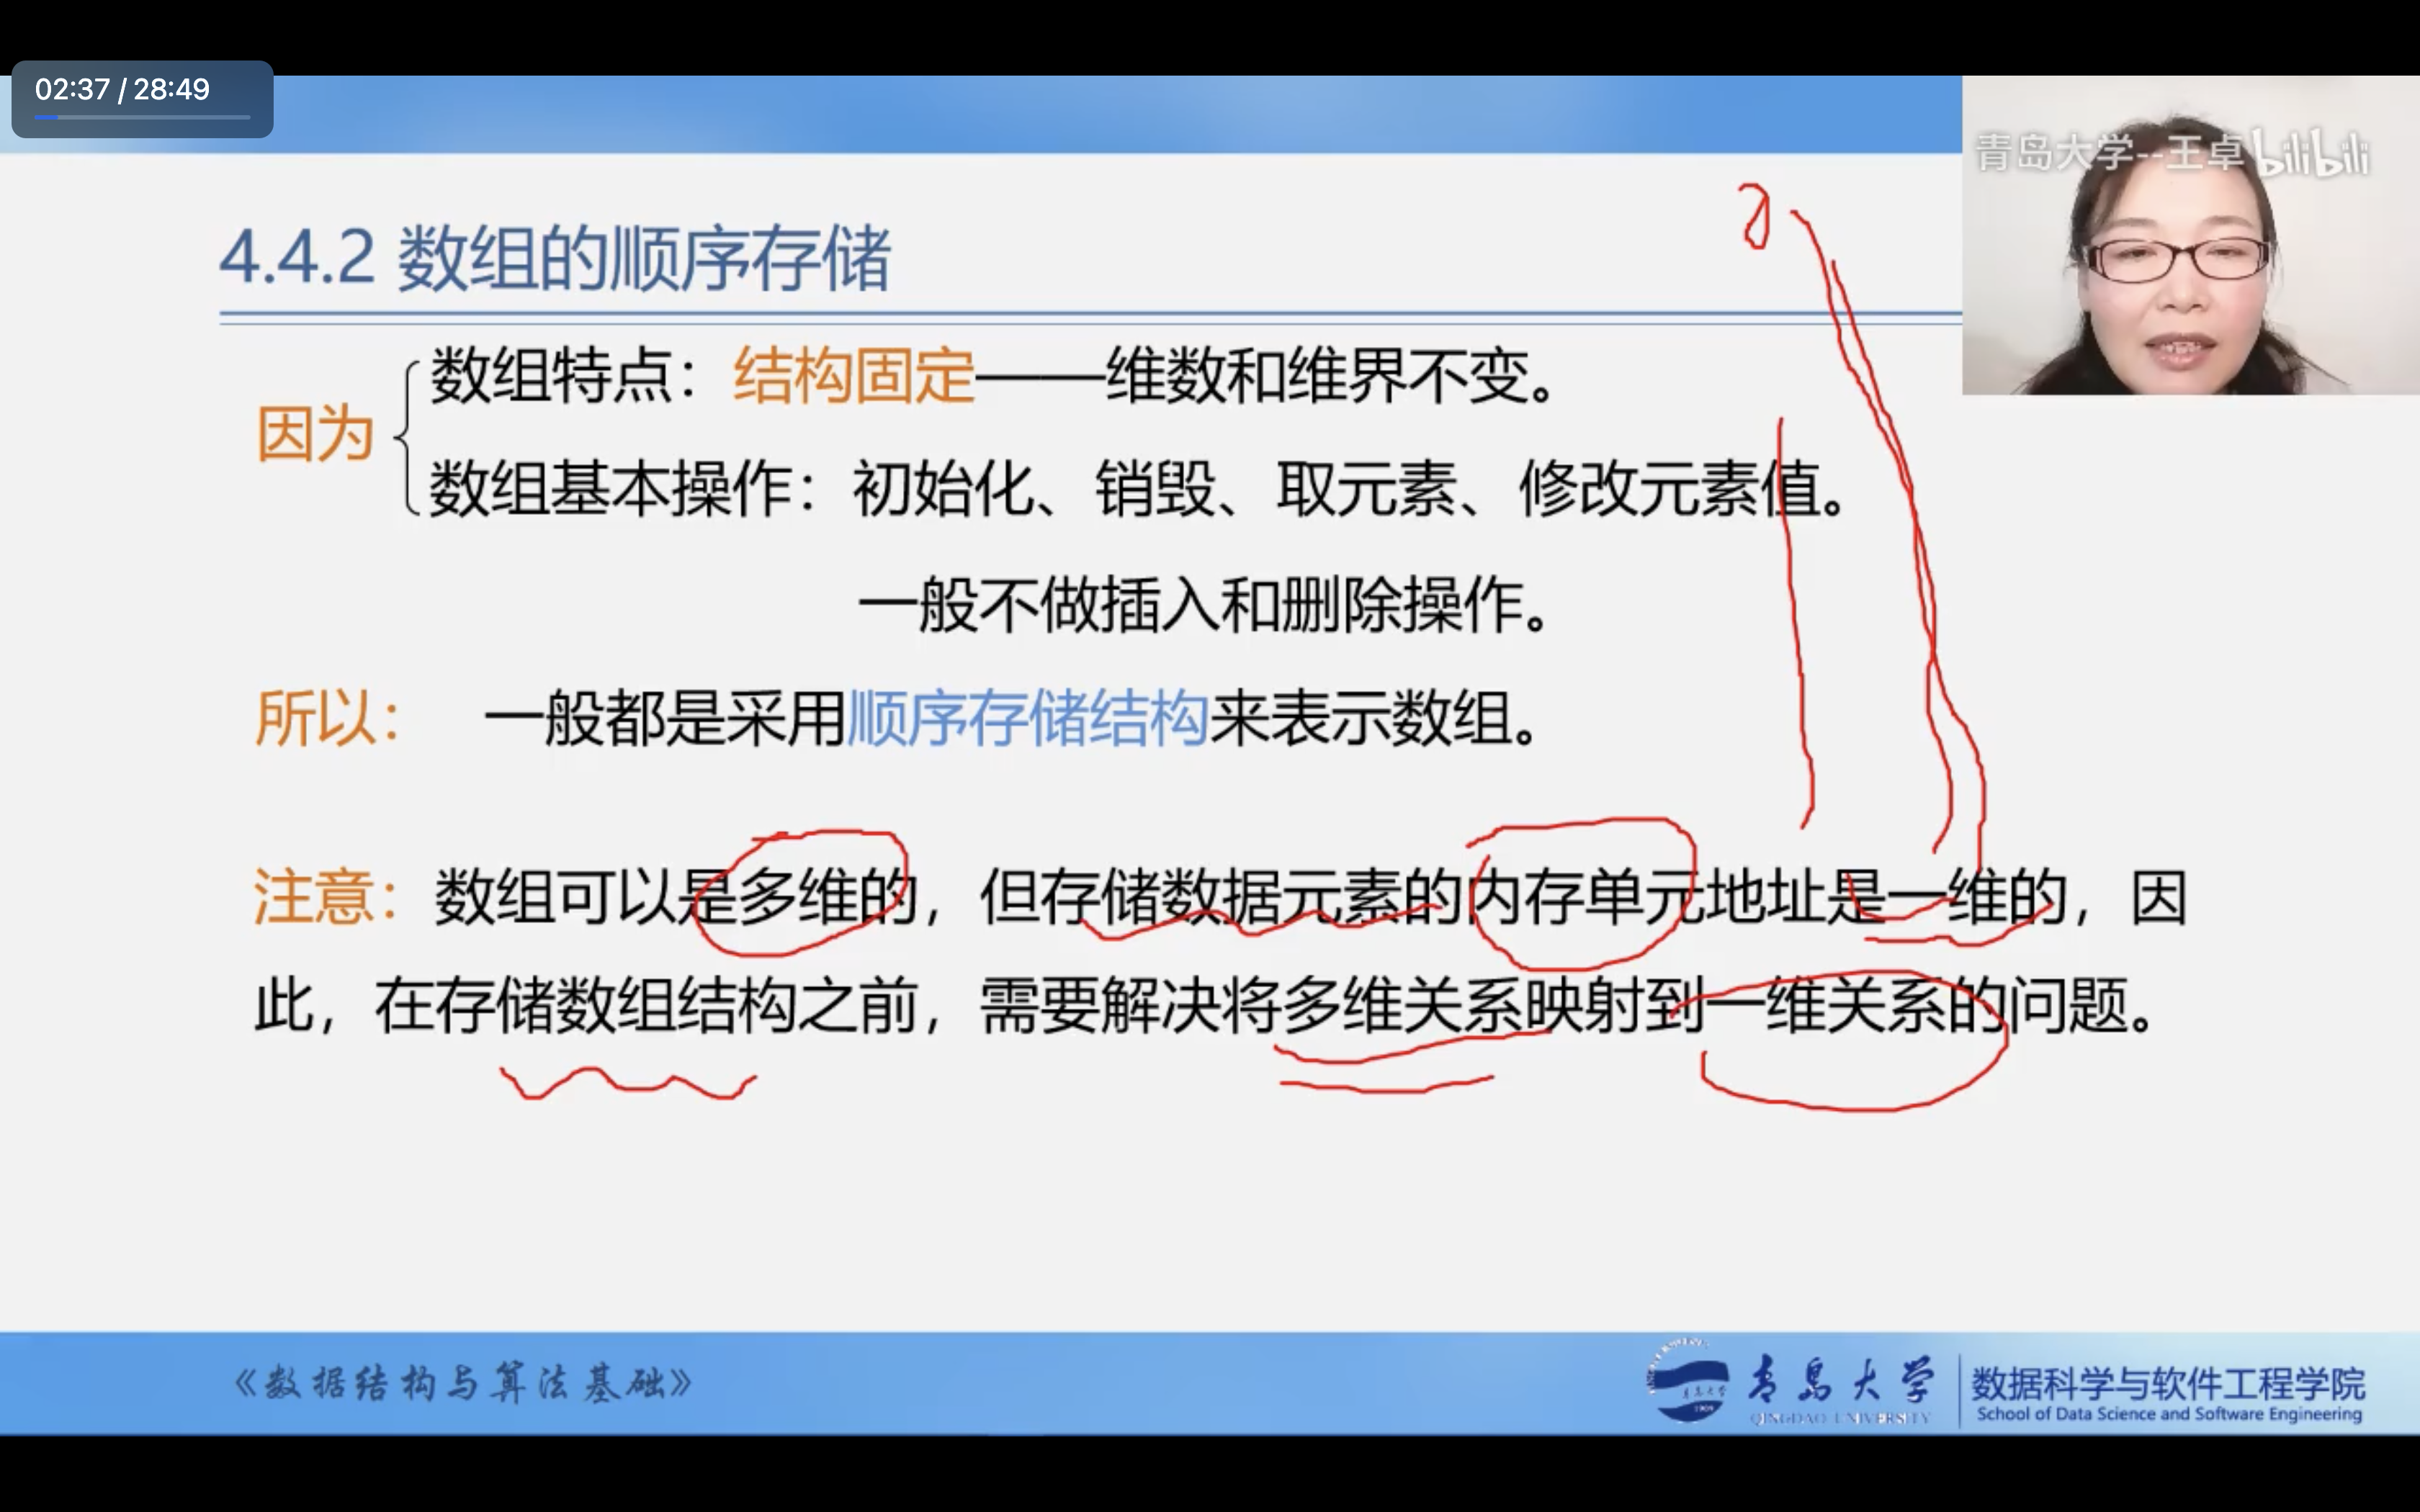 02:37 / 28:49
青岛大学--王卓 bilibili
4.4.2 数组的顺序存储
因为
数组特点：结构固定——维数和维界不变。
数组基本操作：初始化、销毁、取元素、修改元素值。
一般不做插入和删除操作。
所以： 一般都是采用顺序存储结构来表示数组。
注意：数组可以是多维的，但存储数据元素的内存单元地址是一维的，因
此，在存储数组结构之前，需要解决将多维关系映射到一维关系的问题。
《数据结构与算法基础》
青岛大学
QINGDAO UNIVERSITY
数据科学与软件工程学院
School of Data Science and Software Engineering